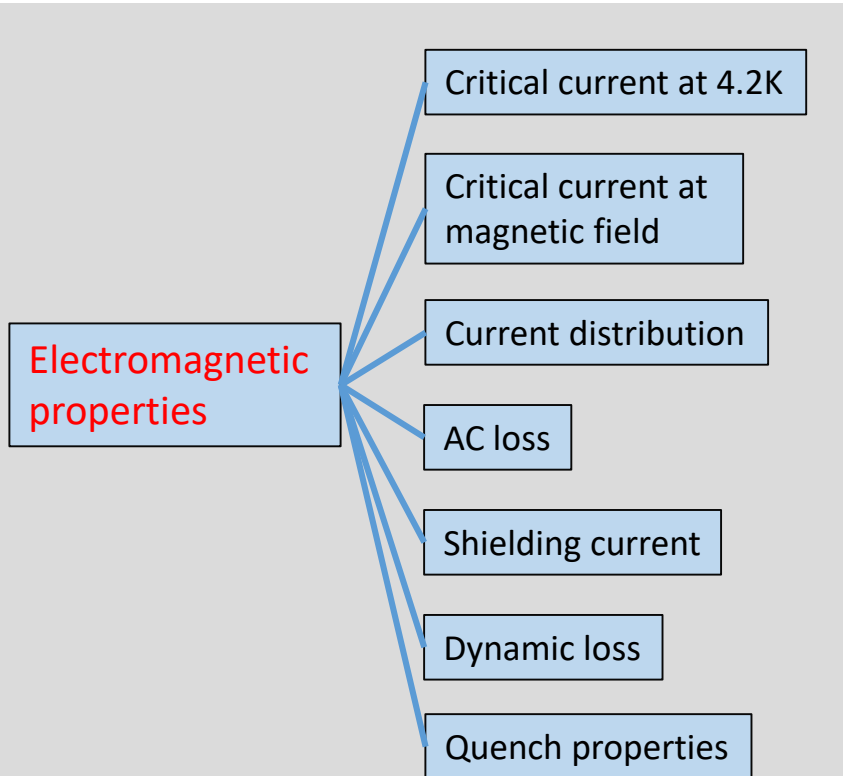 Critical current at 4.2K
Critical current at
magnetic field
Current distribution
Electromagnetic
properties
AC loss
Shielding current
Dynamic loss
Quench properties